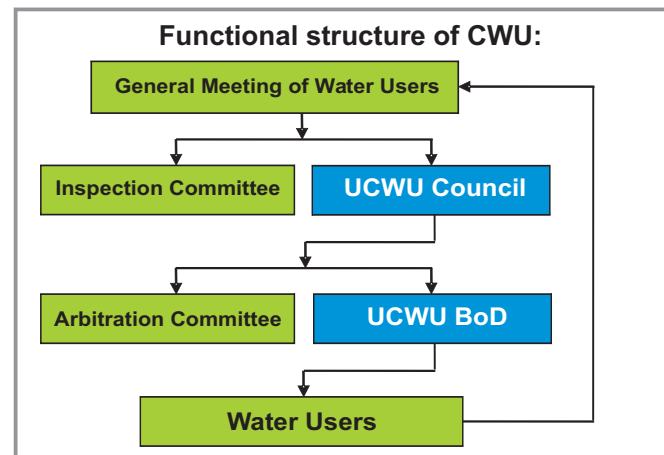 Functional structure of CWU:
General Meeting of Water Users
Inspection Committee
UCWU Council
Arbitration Committee
UCWU BoD
Water Users